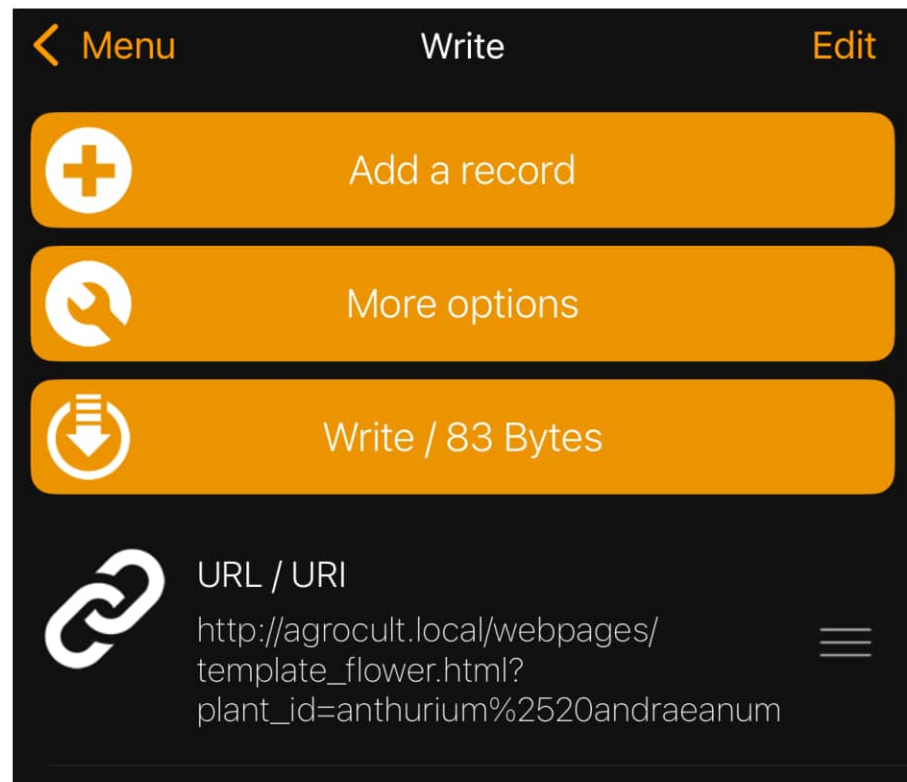 Menu
Write
Edit
Add a record
More options
Write / 83 Bytes
URL / URI
http://agrocult.local/webpages/
template_flower.html?
plant_id=anthurium%2520andraeanum